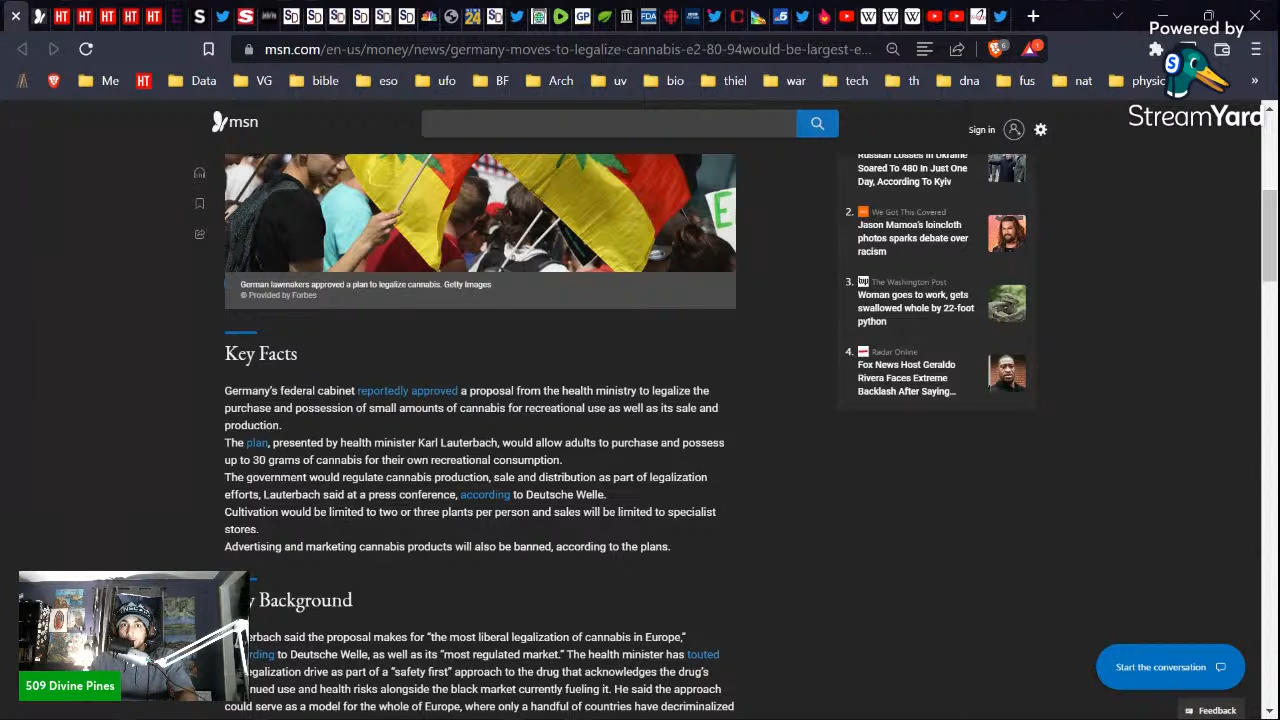 Powered by
StreamYard
msn.com/en-us/money/news/germany-moves-to-legalize-cannabis-e2-80-94would-be-largest-e...
6
1
Me
HT
Data
VG
bible
eso
ufo
BF
Arch
uv
bio
thiel
war
tech
th
dna
fus
nat
physic
»
msn
Sign in
German lawmakers approved a plan to legalize cannabis. Getty Images
© Provided by Forbes
Key Facts
Germany's federal cabinet reportedly approved a proposal from the health ministry to legalize the
purchase and possession of small amounts of cannabis for recreational use as well as its sale and
production.
The plan, presented by health minister Karl Lauterbach, would allow adults to purchase and possess
up to 30 grams of cannabis for their own recreational consumption.
The government would regulate cannabis production, sale and distribution as part of legalization
efforts, Lauterbach said at a press conference, according to Deutsche Welle.
Cultivation would be limited to two or three plants per person and sales will be limited to specialist
stores.
Advertising and marketing cannabis products will also be banned, according to the plans.
Background
erbach said the proposal makes for "the most liberal legalization of cannabis in Europe,"
rding to Deutsche Welle, as well as its "most regulated market." The health minister has touted
egalization drive as part of a "safety first" approach to the drug that acknowledges the drug's
nued use and health risks alongside the black market currently fueling it. He said the approach
could serve as a model for the whole of Europe, where only a handful of countries have decriminalized
Russian Losses In Ukraine
Soared To 480 In Just One
Day, According To Kyiv
2.
We Got This Covered
Jason Mamoa's loincloth
photos sparks debate over
racism
3.
The Washington Post
Woman goes to work, gets
swallowed whole by 22-foot
python
4.
Radar Online
Fox News Host Geraldo
Rivera Faces Extreme
Backlash After Saying...
Start the conversation
Feedback
509 Divine Pines